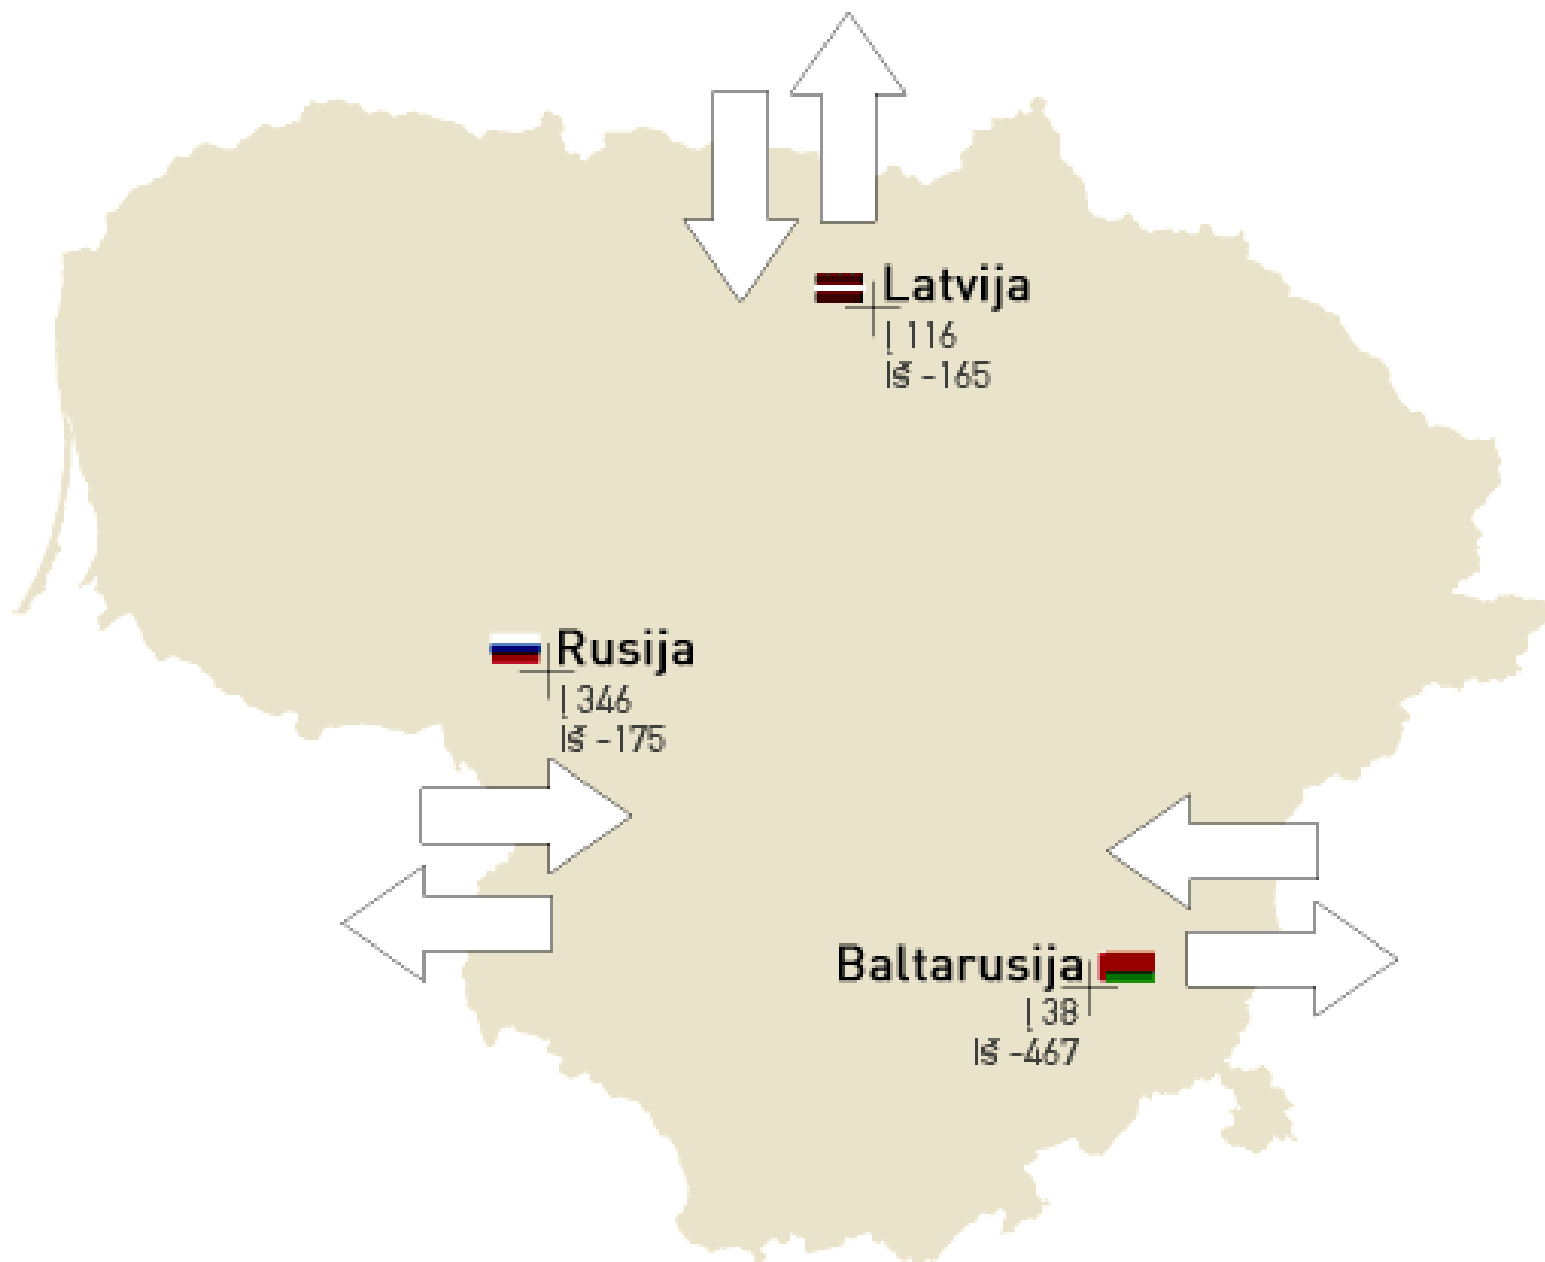 Latvija
Į 116
Iš -165
Rusija
Į 346
Iš -175
Baltarusija
Į 38
Iš -467